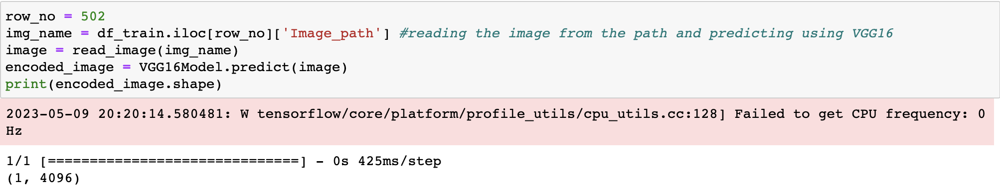 row_no = 502
img_name = df_train.iloc[row_no]['Image_path'] #reading the image from the path and predicting using VGG16
image = read_image(img_name)
encoded_image = VGG16Model.predict(image)
print(encoded_image.shape)
2023-05-09 20:20:14.580481: W tensorflow/core/platform/profile_utils/cpu_utils.cc:128] Failed to get CPU frequency: 0
Hz
1/1 [==============================] - 0s 425ms/step
(1, 4096)